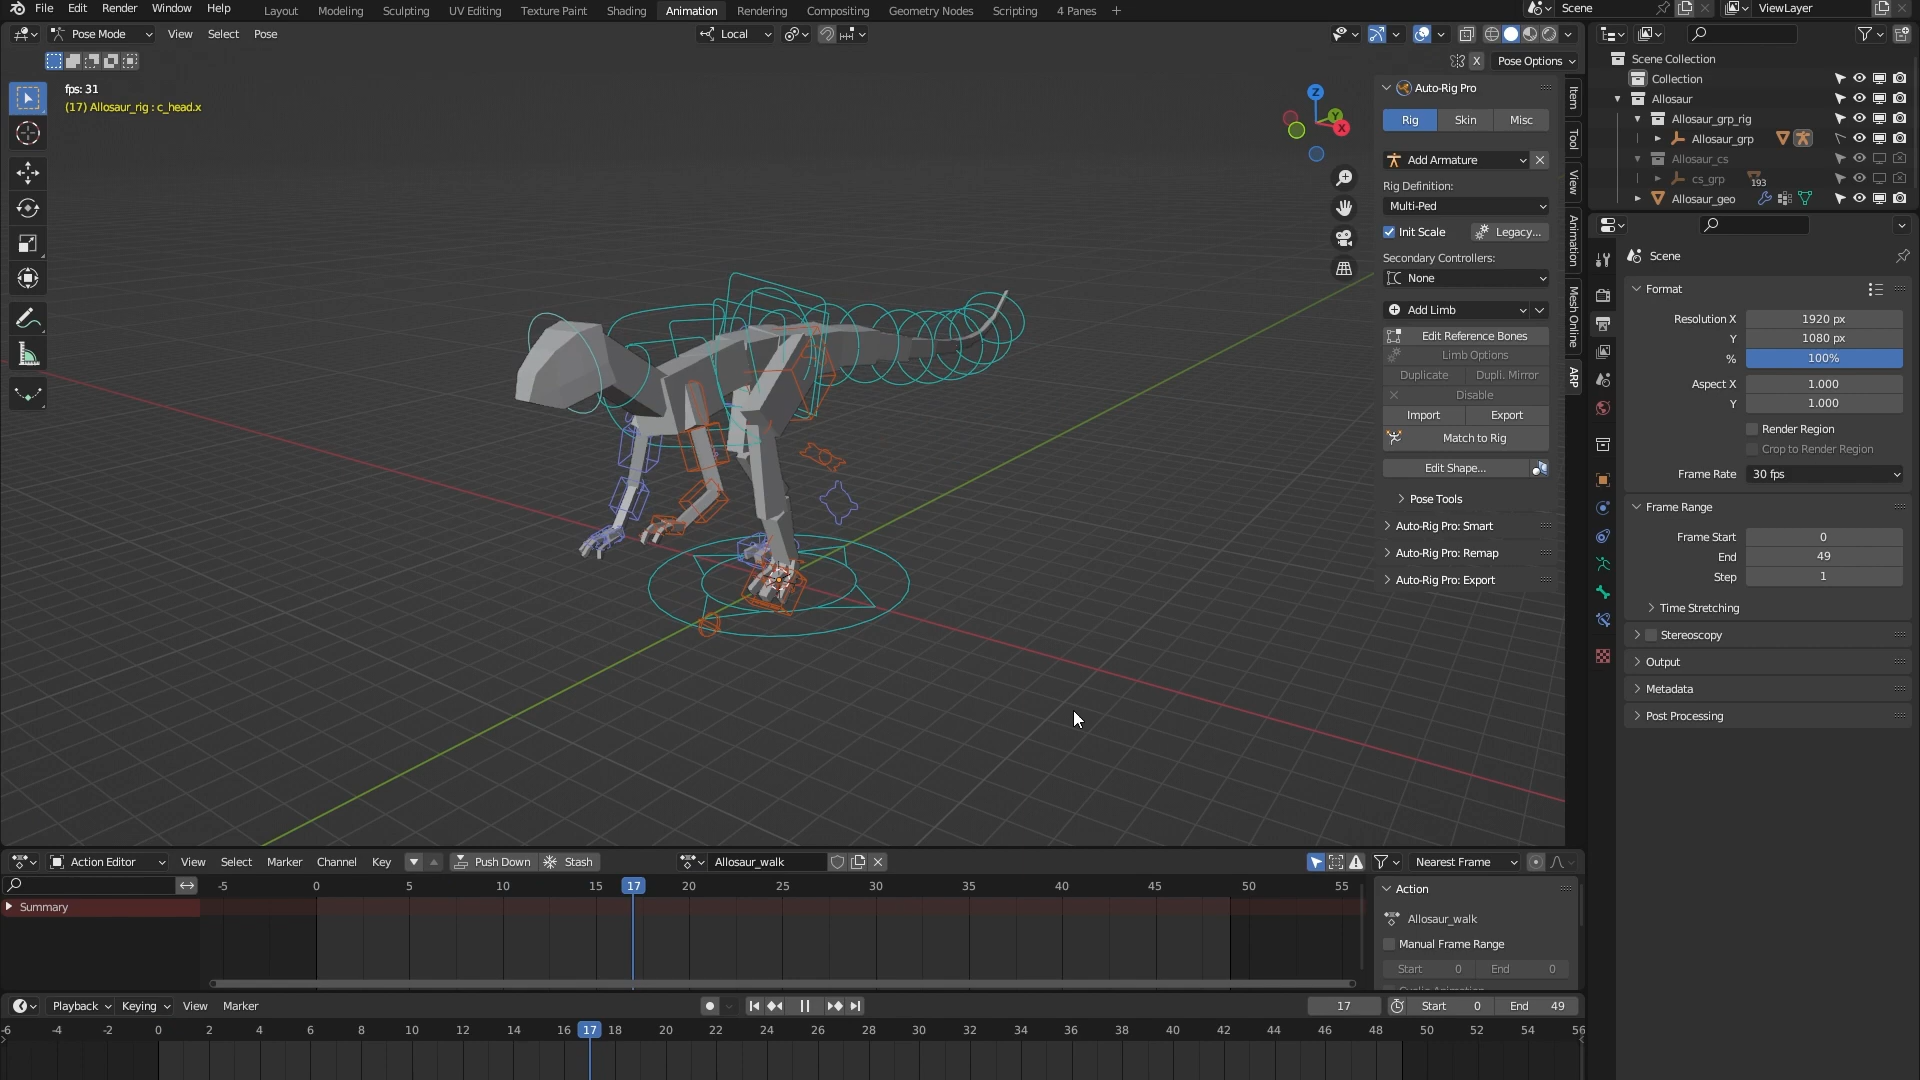 File Edit Render Window Help Layout Modeling Sculpting UV Editing Texture Paint Shading Animation Rendering Compositing Geometry Nodes Scripting 4 Panes + Scene ViewLayer
Pose Mode View Select Pose Local
X Pose Options
fps: 31
(17) Allosaur_rig : c_head.x
Z
Y
X
Auto-Rig Pro
Rig Skin Misc
Add Armature
Rig Definition:
Multi-Ped
Init Scale Legacy...
Secondary Controllers:
None
Add Limb
Edit Reference Bones
Limb Options
Duplicate Dupli. Mirror
Disable
Import Export
Match to Rig
Edit Shape...
Pose Tools
Auto-Rig Pro: Smart
Auto-Rig Pro: Remap
Auto-Rig Pro: Export
Item
Tool
View
Animation
Mesh Online
ARP
Scene Collection
Collection
Allosaur
Allosaur_grp_rig
Allosaur_grp
Allosaur_cs
cs_grp 193
Allosaur_geo
Scene
Format
Resolution X 1920 px
Y 1080 px
% 100%
Aspect X 1.000
Y 1.000
Render Region
Crop to Render Region
Frame Rate 30 fps
Frame Range
Frame Start 0
End 49
Step 1
Time Stretching
Stereoscopy
Output
Metadata
Post Processing
Action Editor View Select Marker Channel Key Push Down Stash Allosaur_walk Nearest Frame
-5 0 5 10 15 17 20 25 30 35 40 45 50 55
Summary
Action
Allosaur_walk
Manual Frame Range
Start 0 End 0
Playback Keying View Marker 17 Start 0 End 49
-6 -4 -2 0 2 4 6 8 10 12 14 16 17 18 20 22 24 26 28 30 32 34 36 38 40 42 44 46 48 50 52 54 56